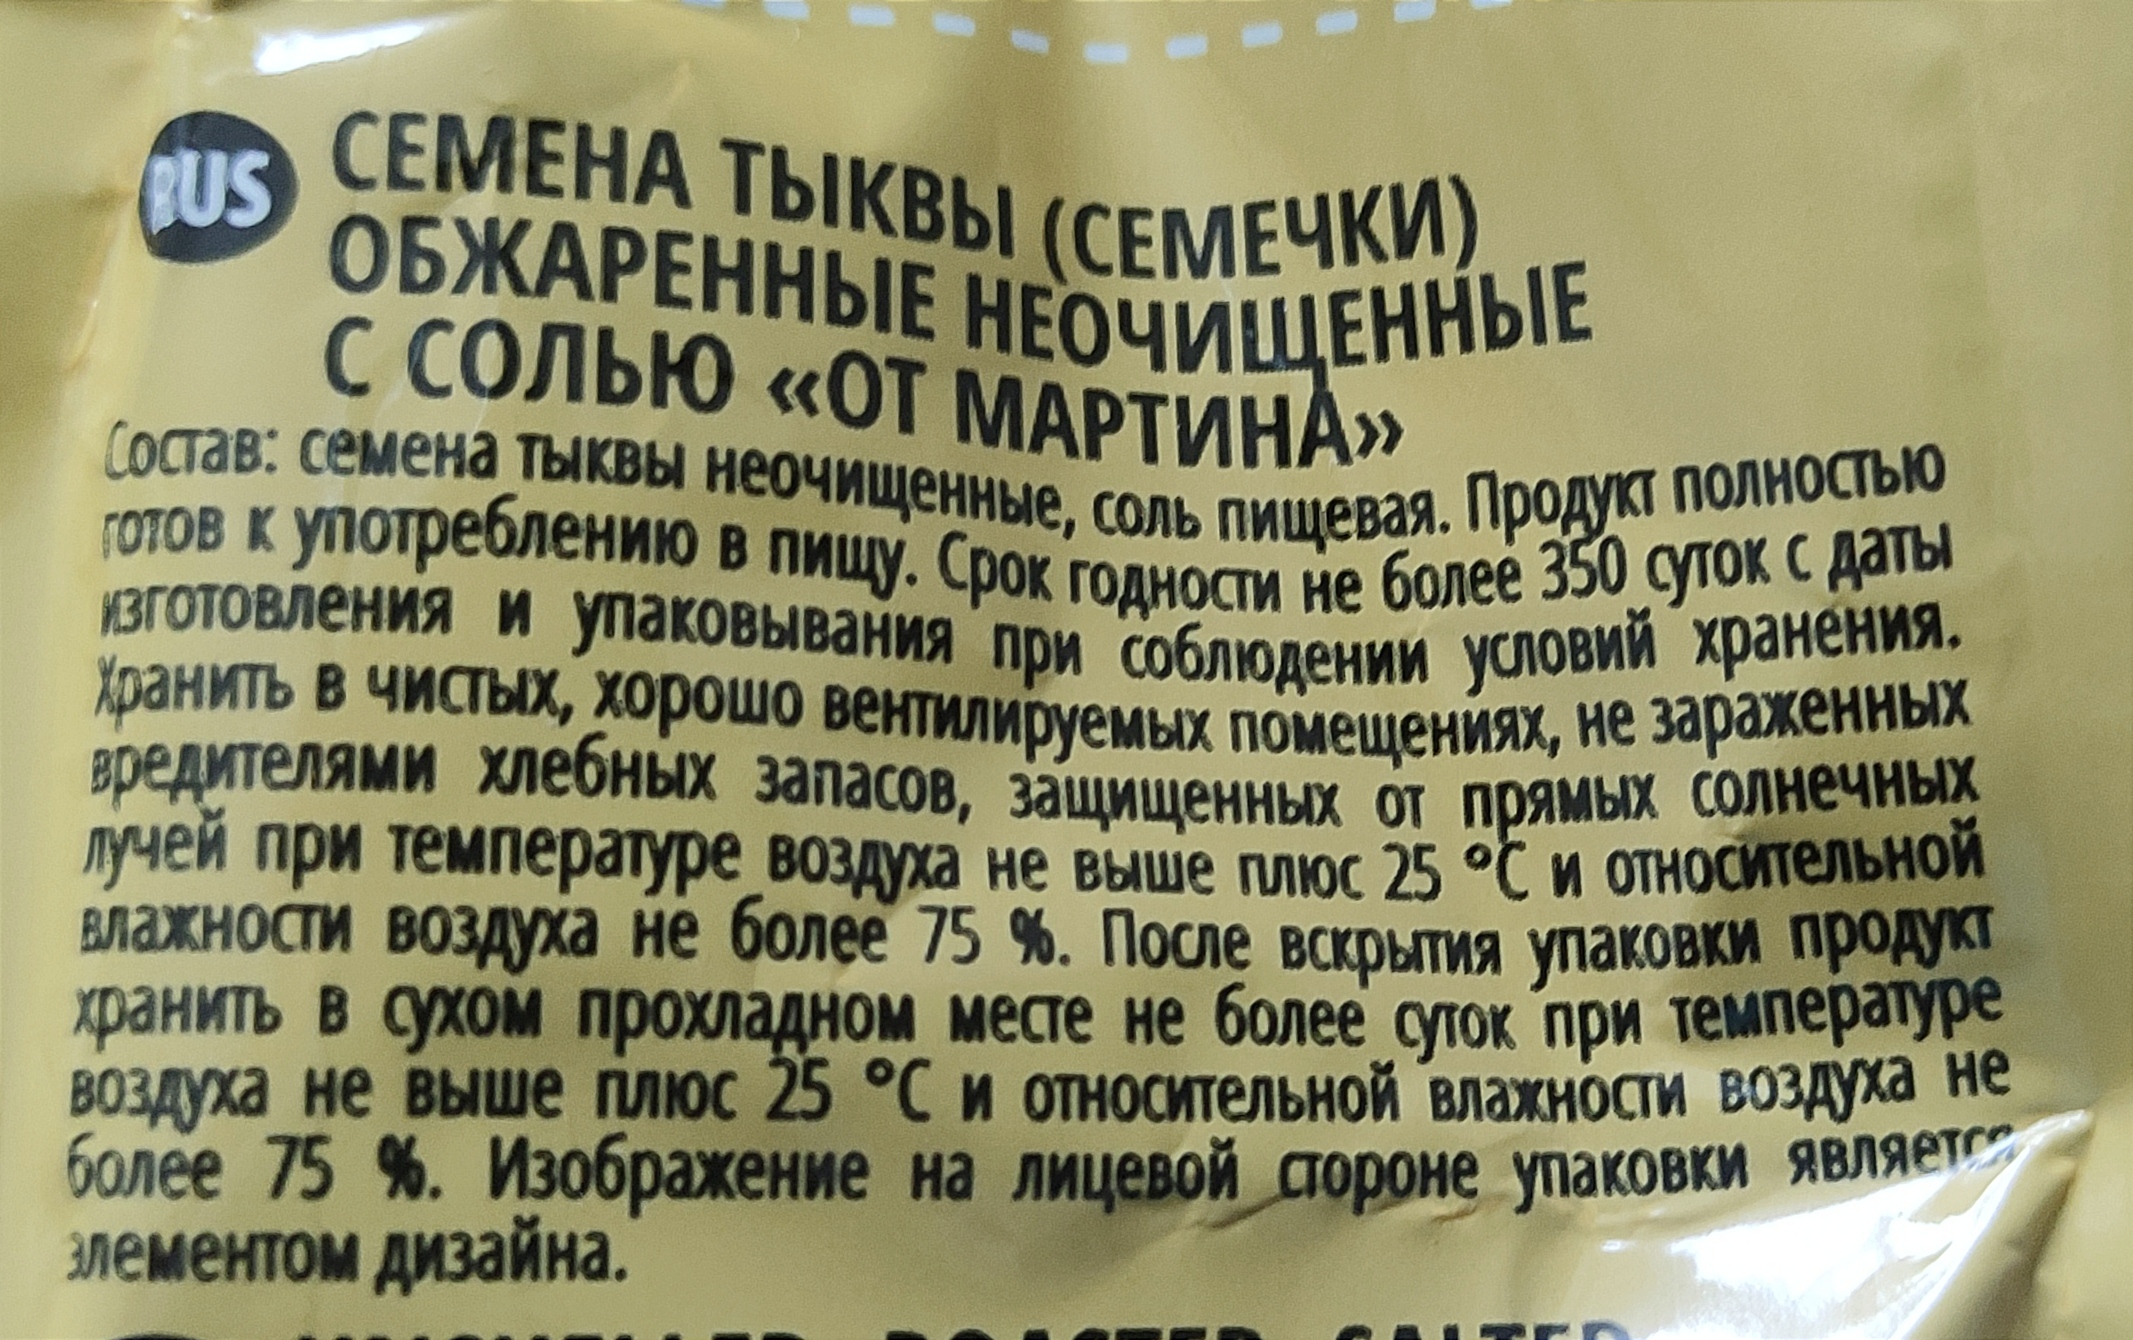 RUS
СЕМЕНА ТЫКВЫ (СЕМЕЧКИ)
ОБЖАРЕННЫЕ НЕОЧИЩЕННЫЕ
С СОЛЬЮ «ОТ МАРТИНА»
Состав: семена тыквы неочищенные, соль пищевая. Продукт полностью
готов к употреблению в пищу. Срок годности не более 350 суток с даты
изготовления и упаковывания при соблюдении условий хранения.
Хранить в чистых, хорошо вентилируемых помещениях, не зараженных
вредителями хлебных запасов, защищенных от прямых солнечных
лучей при температуре воздуха не выше плюс 25 °С и относительной
влажности воздуха не более 75 %. После вскрытия упаковки продукт
хранить в сухом прохладном месте не более суток при температуре
воздуха не выше плюс 25 °С и относительной влажности воздуха не
более 75 %. Изображение на лицевой стороне упаковки является
элементом дизайна.